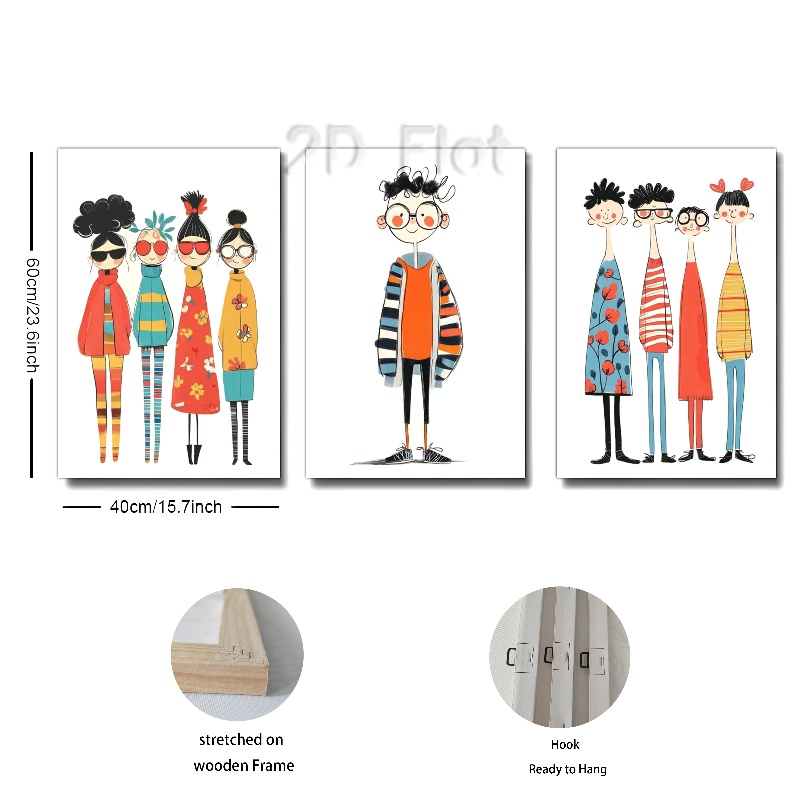 2D Flat
60cm/23.6inch
40cm/15.7inch
stretched on
wooden Frame
Hook
Ready to Hang